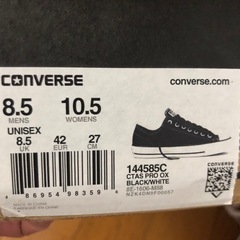 CONVERSE
converse.com
8.5 10.5
MENS WOMENS
UNISEX
8.5 42 27
UK EUR CM
144585C
CTAS PRO OX
BLACK/WHITE